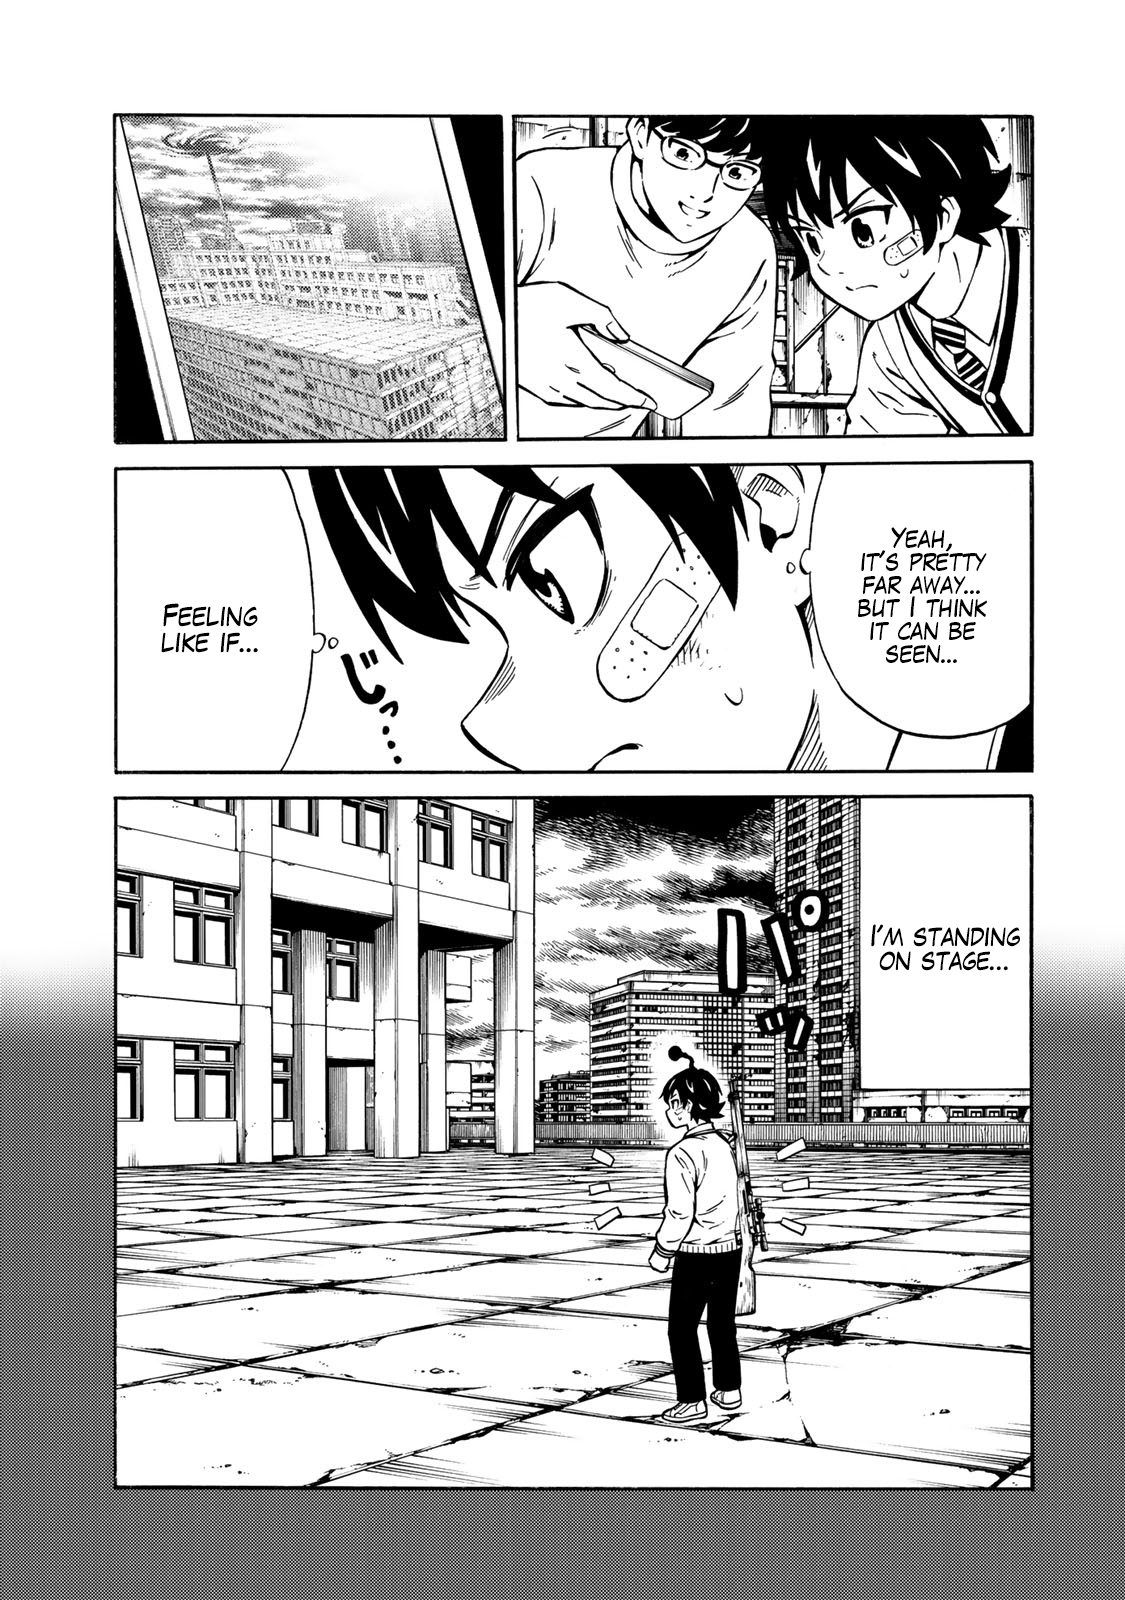 YEAH,
IT'S PRETTY
FAR AWAY...
BUT I THINK
IT CAN BE
SEEN...
FEELING
LIKE IF...
じっ...
I'M STANDING
ON STAGE...
パッ